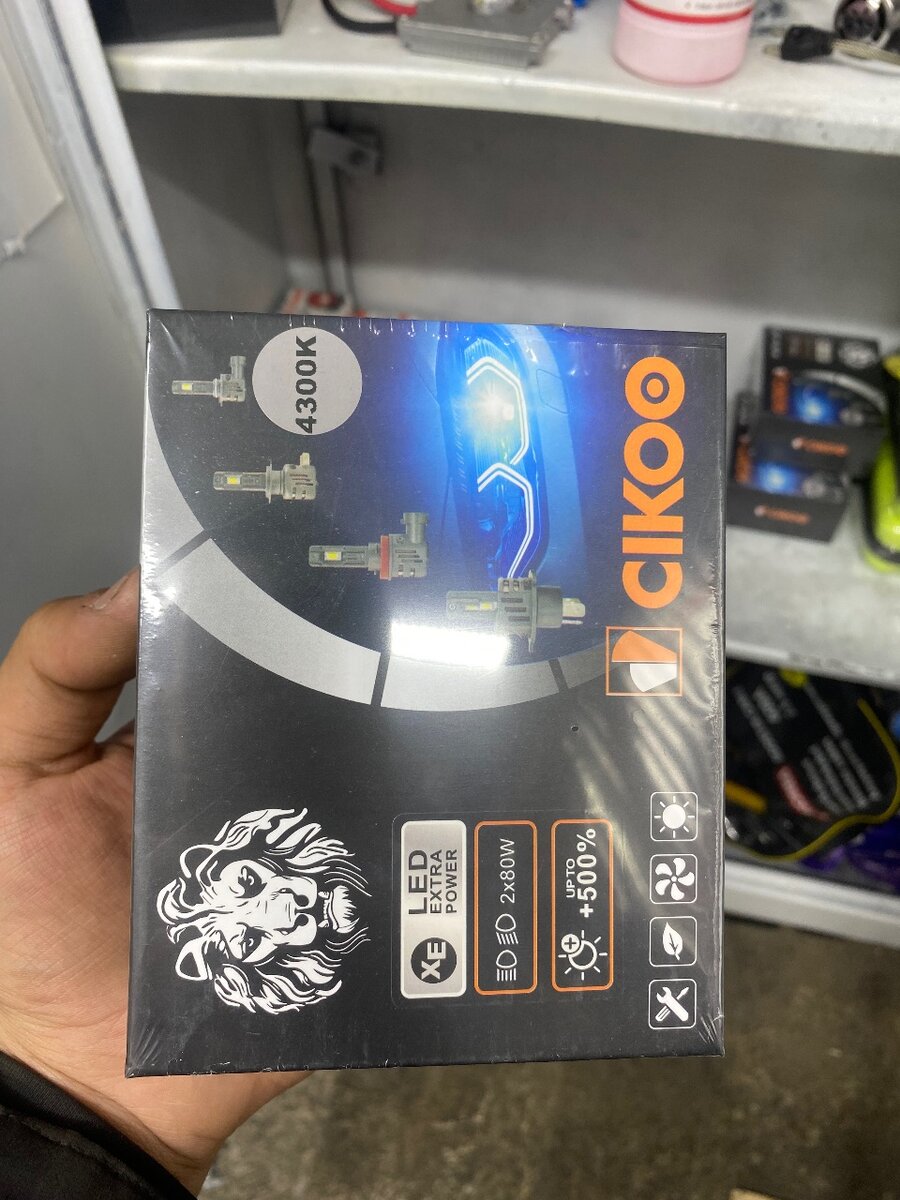 CIKOO
4300K
XE
LED
EXTRA
POWER
2x80W
UP TO
+500%